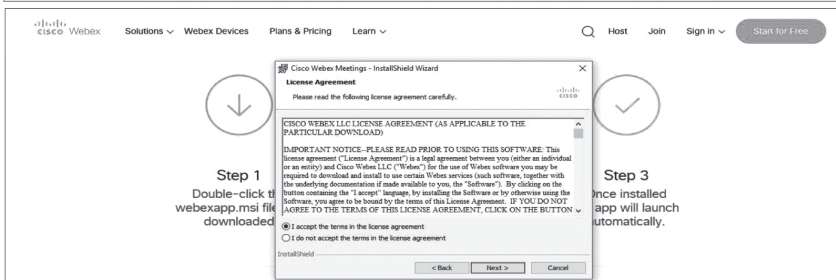 cisco Webex Solutions Webex Devices Plans & Pricing Learn Host Join Sign in Start for Free
Cisco Webex Meetings - InstallShield Wizard
License Agreement
Please read the following license agreement carefully.
cisco
CISCO WEBEX LLC LICENSE AGREEMENT (AS APPLICABLE TO THE
PARTICULAR DOWNLOAD)
IMPORTANT NOTICE--PLEASE READ PRIOR TO USING THIS SOFTWARE: This
license agreement ("License Agreement") is a legal agreement between you (either an individual
or an entity) and Cisco Webex LLC ("Webex") for the use of Webex software you may be
required to download and install to use certain Webex services (such software, together with
the underlying documentation if made available to you, the "Software"). By clicking on the
button containing the "I accept" language, by installing the Software or by otherwise using the
Software, you agree to be bound by the terms of this License Agreement. IF YOU DO NOT
AGREE TO THE TERMS OF THIS LICENSE AGREEMENT, CLICK ON THE BUTTON
I accept the terms in the license agreement
I do not accept the terms in the license agreement
InstallShield
< Back Next > Cancel
Step 1
Double-click th
webexapp.msi file
downloaded
Step 3
Once installed
app will launch
automatically.